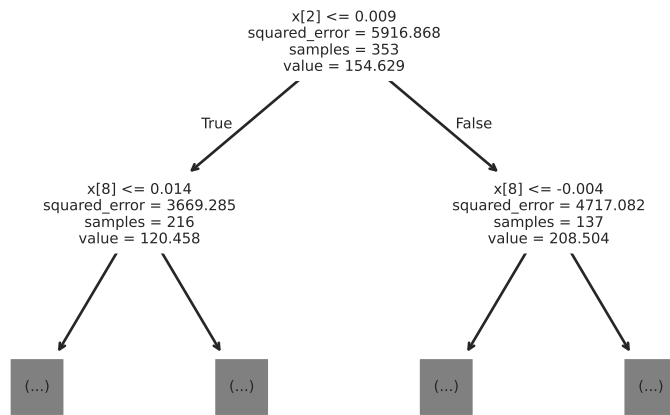 x[2] <= 0.009
squared_error = 5916.868
samples = 353
value = 154.629
True
False
x[8] <= 0.014
squared_error = 3669.285
samples = 216
value = 120.458
x[8] <= -0.004
squared_error = 4717.082
samples = 137
value = 208.504
(...)
(...)
(...)
(...)